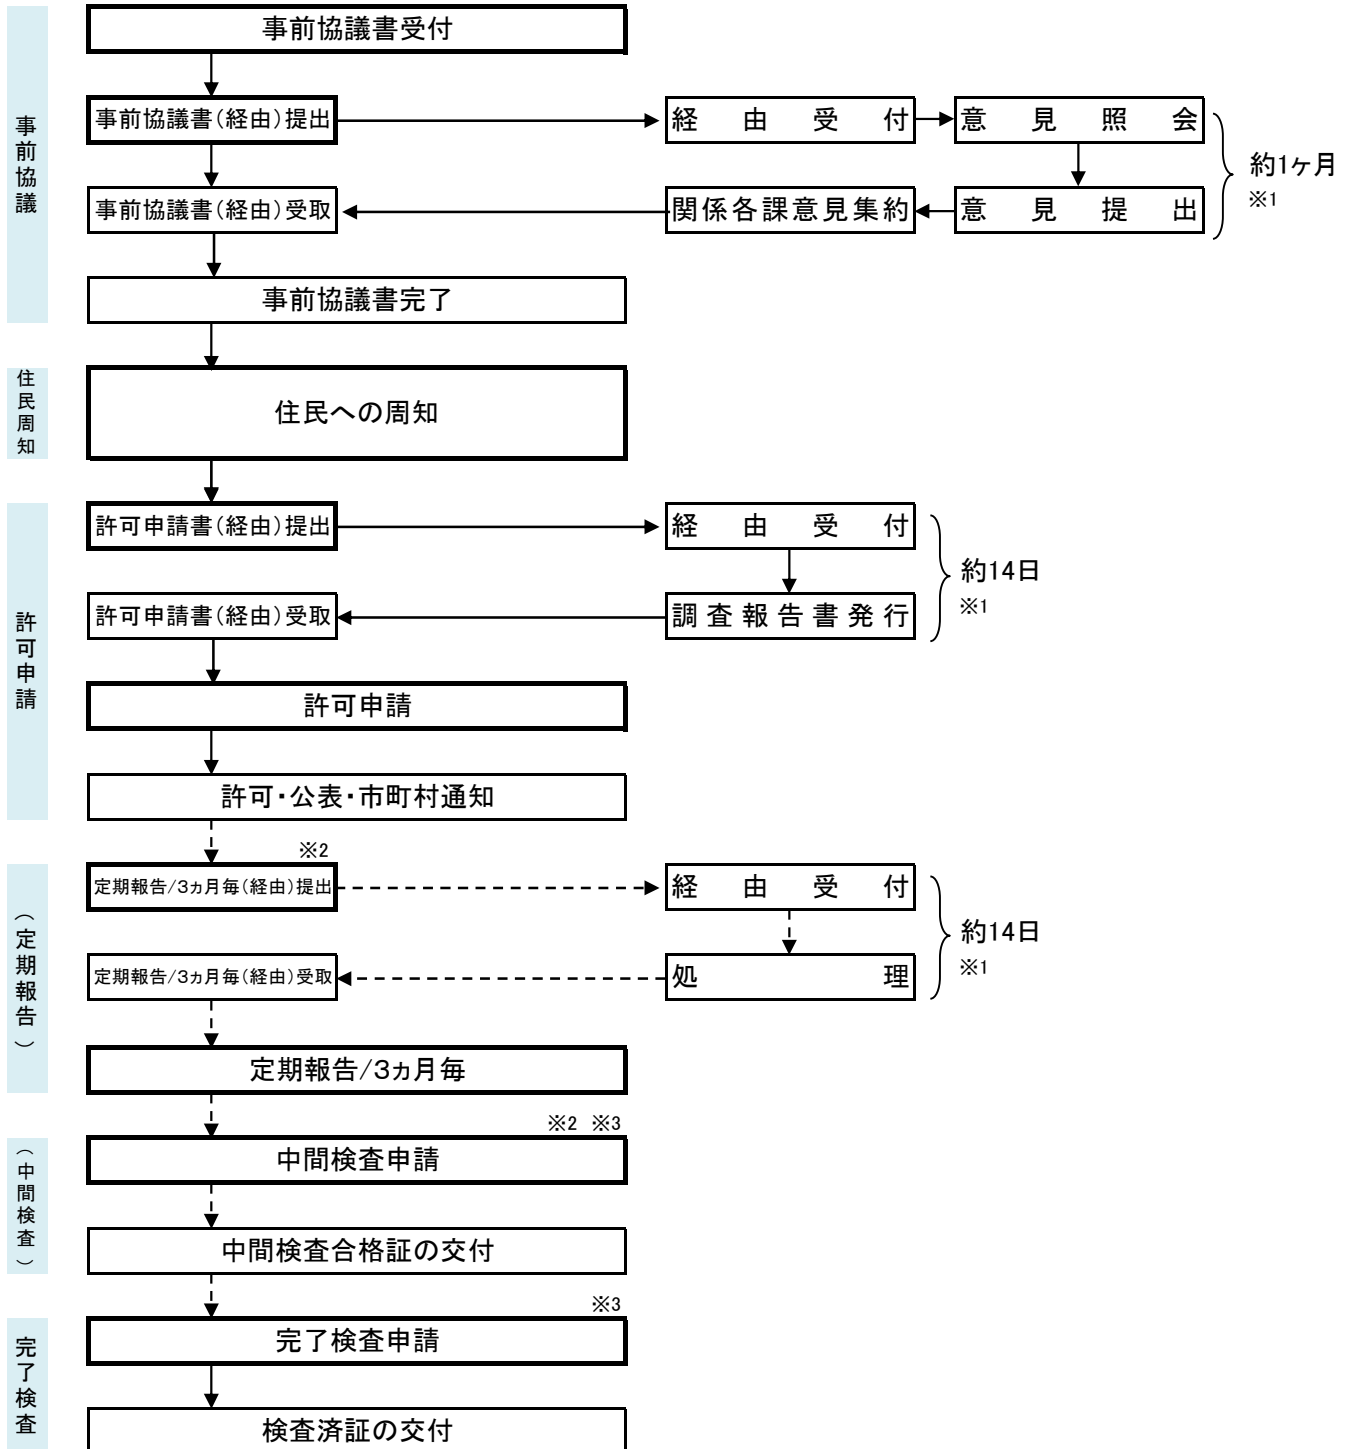 事前協議
事前協議書受付
事前協議書(経由)提出
経由受付
意見照会
約1ヶ月
※1
事前協議書(経由)受取
関係各課意見集約
意見提出
事前協議書完了
住民周知
住民への周知
許可申請
許可申請書(経由)提出
経由受付
約14日
※1
許可申請書(経由)受取
調査報告書発行
許可申請
許可・公表・市町村通知
(定期報告)
※2
定期報告/3ヵ月毎(経由)提出
経由受付
約14日
※1
定期報告/3ヵ月毎(経由)受取
処理
定期報告/3ヵ月毎
(中間検査)
※2 ※3
中間検査申請
中間検査合格証の交付
完了検査
※3
完了検査申請
検査済証の交付